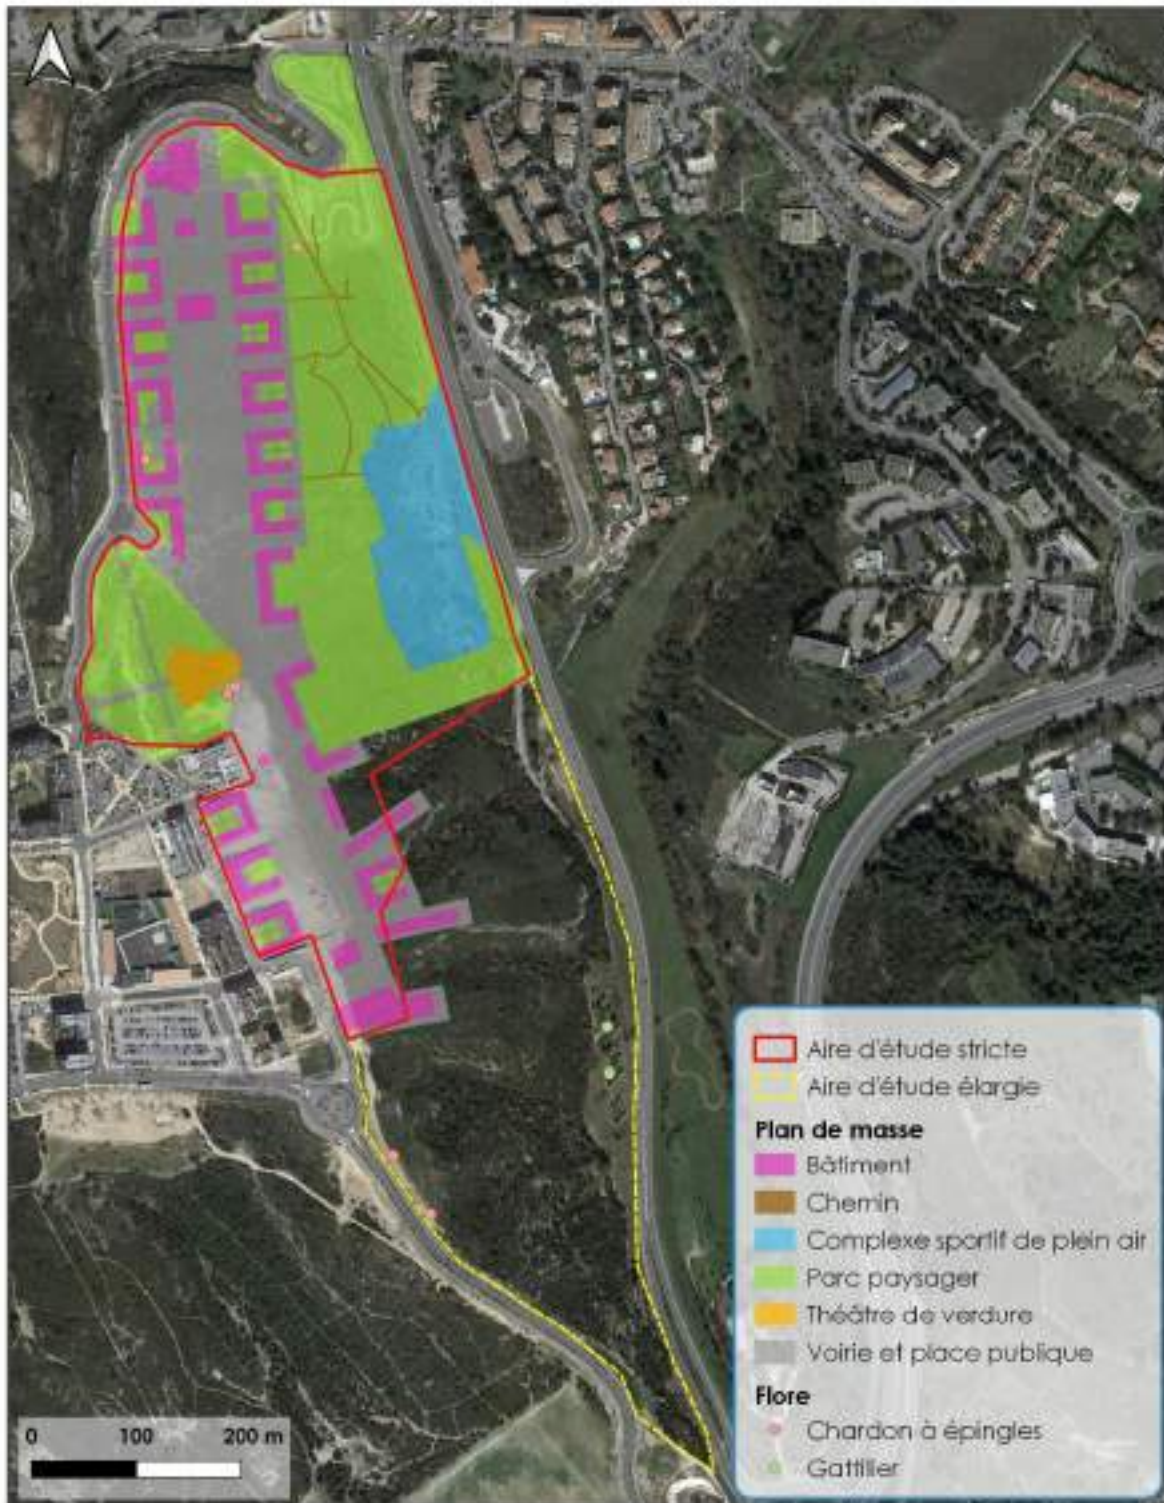 Aire d'étude stricte
Aire d'étude élargie
Plan de masse
Bâtiment
Chemin
Complexe sportif de plein air
Parc paysager
Théâtre de verdure
Voirie et place publique
Flore
Chardon à épingles
Gattilier
0 100 200 m